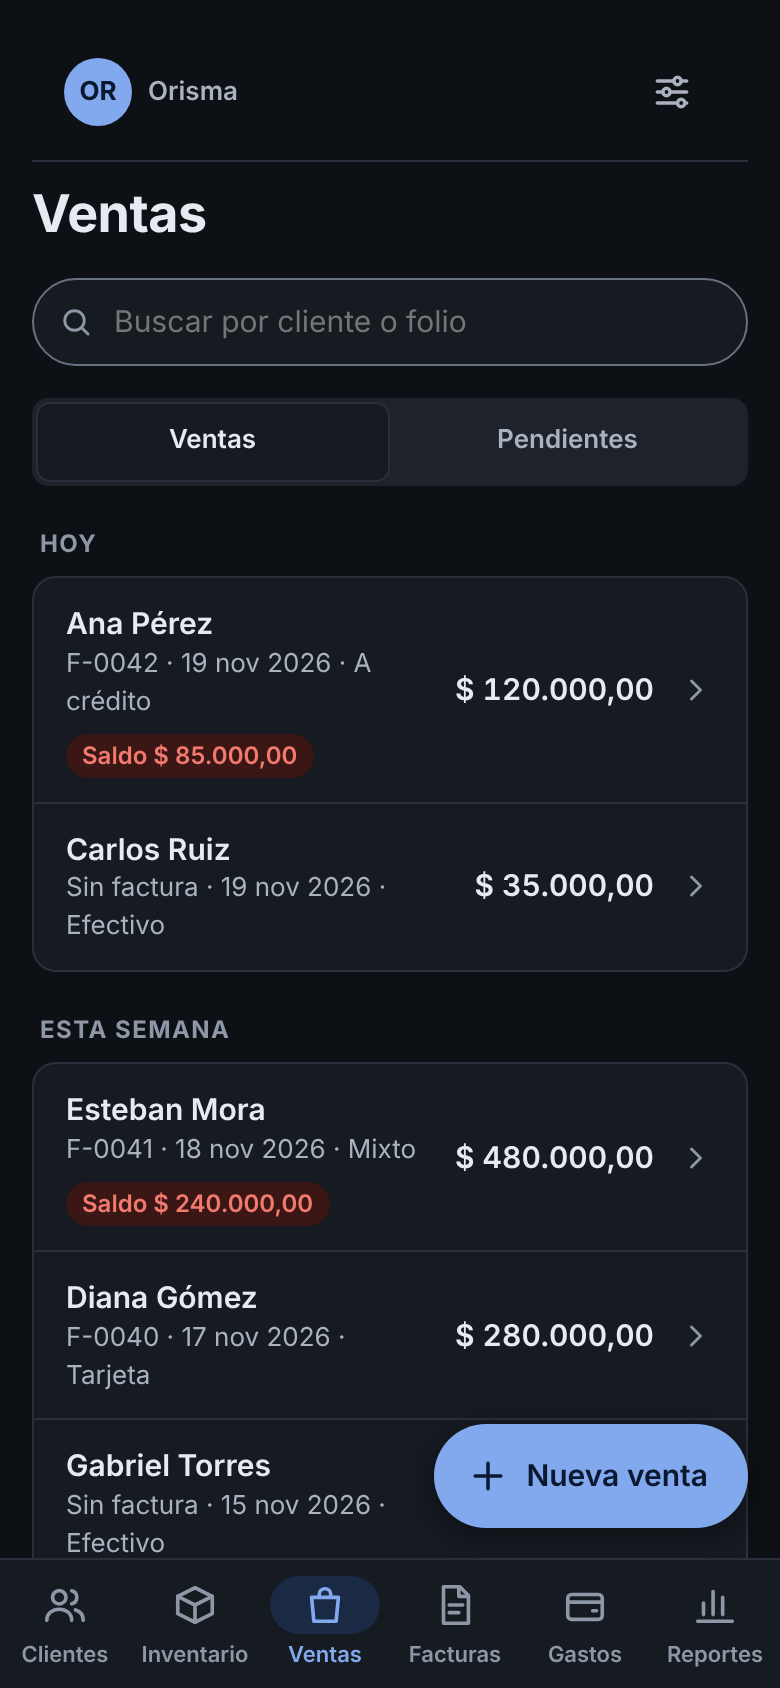 OR Orisma
Ventas
Buscar por cliente o folio
Ventas
Pendientes
HOY
Ana Pérez
F-0042 · 19 nov 2026 · A
crédito
$ 120.000,00
Saldo $ 85.000,00
Carlos Ruiz
Sin factura · 19 nov 2026 ·
Efectivo
$ 35.000,00
ESTA SEMANA
Esteban Mora
F-0041 · 18 nov 2026 · Mixto
$ 480.000,00
Saldo $ 240.000,00
Diana Gómez
F-0040 · 17 nov 2026 ·
Tarjeta
$ 280.000,00
Gabriel Torres
Sin factura · 15 nov 2026 ·
Efectivo
Nueva venta
Clientes
Inventario
Ventas
Facturas
Gastos
Reportes